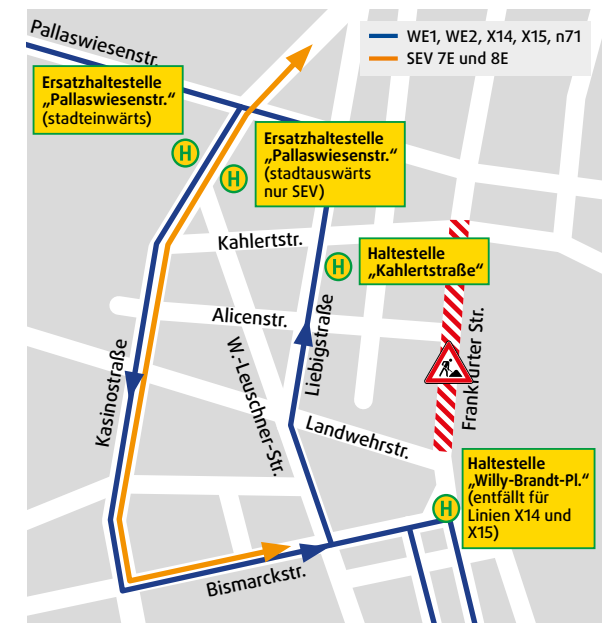 Pallaswiesenstr.
WE1, WE2, X14, X15, n71
SEV 7E und 8E
Ersatzhaltestelle
„Pallaswiesenstr.“
(stadteinwärts)
H
H
Ersatzhaltestelle
„Pallaswiesenstr.“
(stadtauswärts
nur SEV)
Kahlertstr.
H
Haltestelle
„Kahlertstraße“
Alicenstr.
Liebigstraße
Frankfurter Str.
Kasinostraße
W.-Leuschner-Str.
Landwehrstr.
H
Haltestelle
„Willy-Brandt-Pl.“
(entfällt für
Linien X14 und
X15)
Bismarckstr.